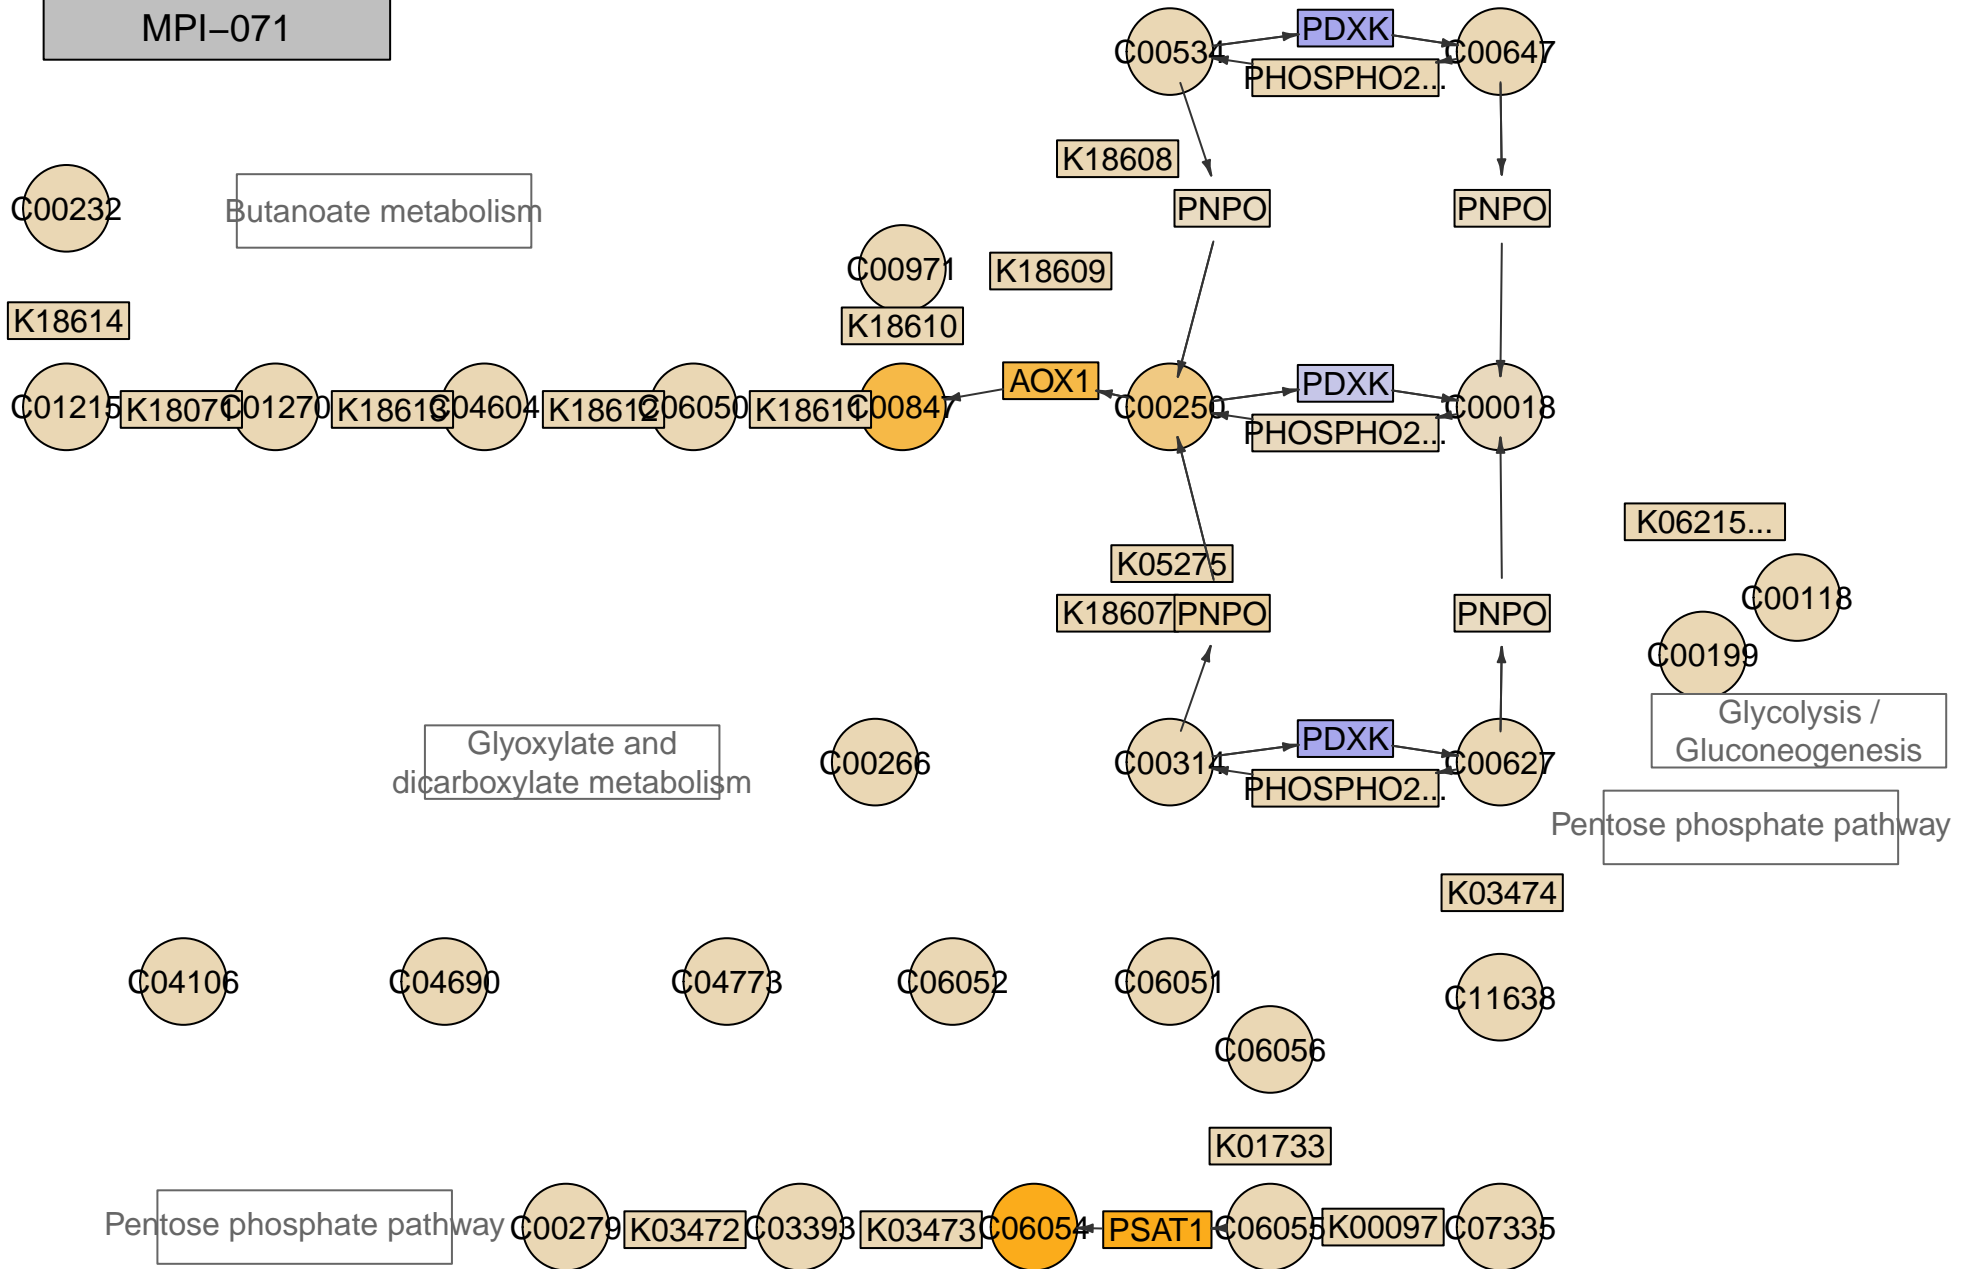 MPI–071
C00534
PDXK
C00647
PHOSPHO2...
K18608
C00232
Butanoate metabolism
PNPO
PNPO
C00971
K18609
K18614
K18610
AOX1
PDXK
C01215
K18071
C01270
K18613
C04604
K18612
C06050
K18611
C00847
C00250
C00018
PHOSPHO2...
K06215...
K05275
C00118
K18607
PNPO
PNPO
C00199
Glycolysis /
Gluconeogenesis
Glyoxylate and
dicarboxylate metabolism
C00266
C00314
PDXK
C00627
PHOSPHO2...
Pentose phosphate pathway
K03474
C04106
C04690
C04773
C06052
C06051
C11638
C06056
K01733
Pentose phosphate pathway
C00279
K03472
C03393
K03473
C06054
PSAT1
C06055
K00097
C07335